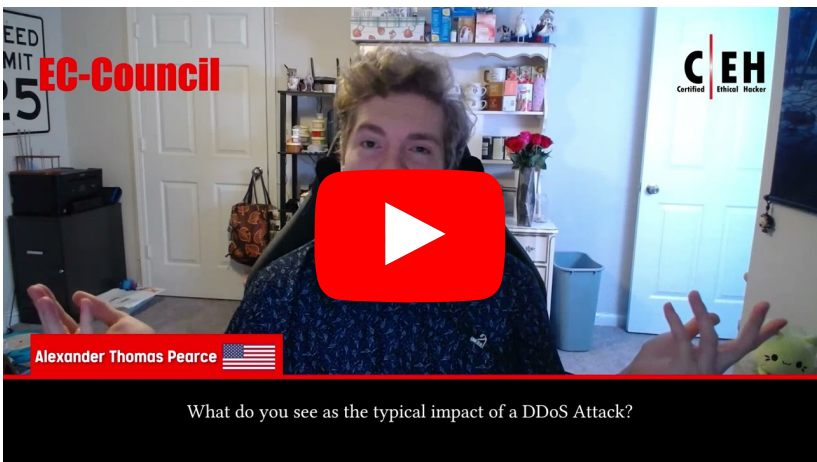 EED
MIT
25
EC-Council
C EH
Certified Ethical Hacker
Alexander Thomas Pearce
What do you see as the typical impact of a DDoS Attack?